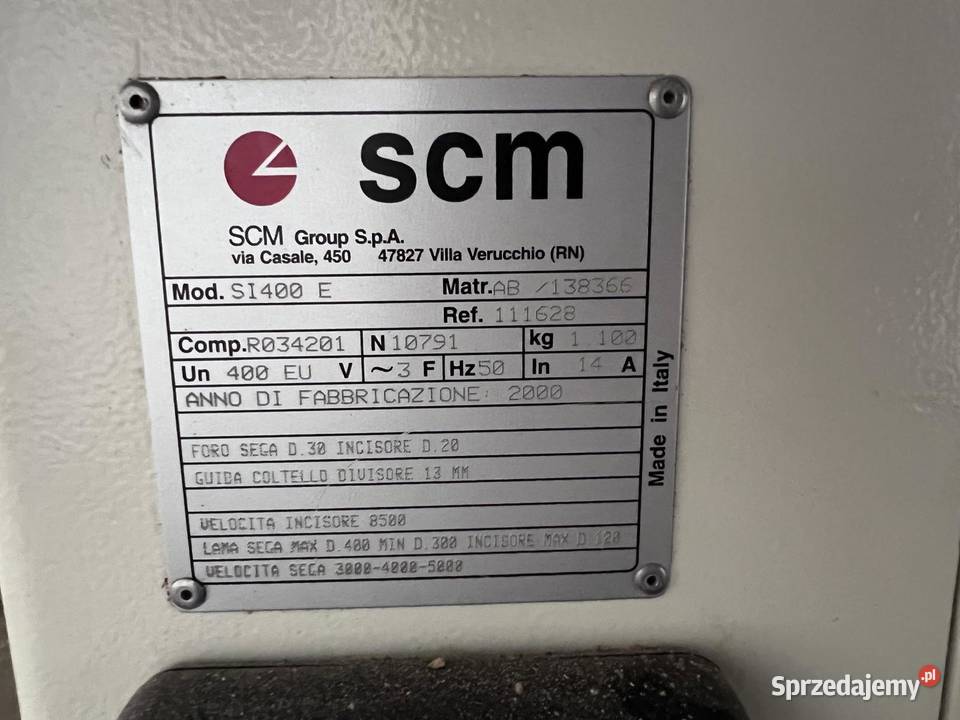 scm
SCM Group S.p.A.
via Casale, 450 47827 Villa Verucchio (RN)
Mod. SI400 E Matr. AB /138366
Ref. 111628
Comp. R034201 N 10791 kg 1.100
Un 400 EU V ~3 F Hz 50 In 14 A
ANNO DI FABBRICAZIONE: 2000
FORO SEGA D.30 INCISORE D.20
GUIDA COLTELLO DIVISORE 13 MM
VELOCITA INCISORE 8500
LAMA SEGA MAX D.400 MIN D.300 INCISORE MAX D 120
VELOCITA SEGA 3000-4000-5000
Made in Italy
Sprzedajemy.pl